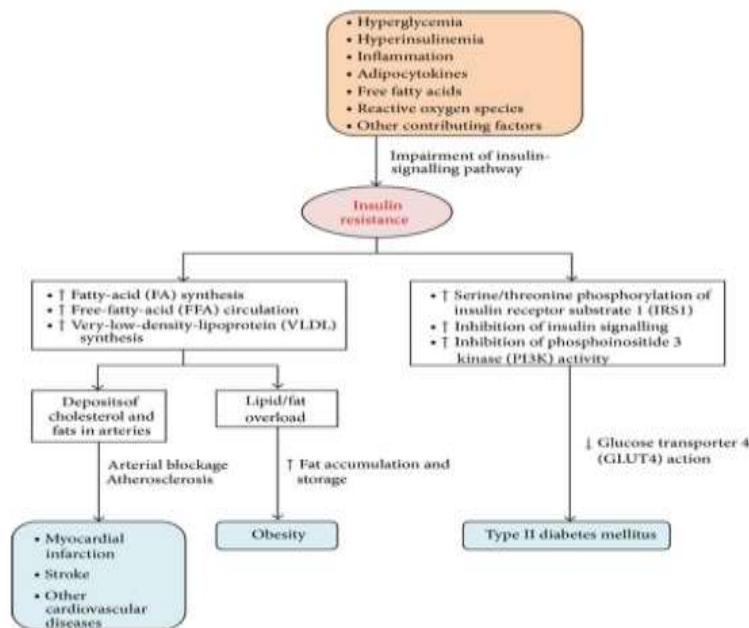 • Hyperglycemia
• Hyperinsulinemia
• Inflammation
• Adipocytokines
• Free fatty acids
• Reactive oxygen species
• Other contributing factors
Impairment of insulin-
signalling pathway
Insulin
resistance
• ↑ Fatty-acid (FA) synthesis
• ↑ Free-fatty-acid (FFA) circulation
• ↑ Very-low-density-lipoprotein (VLDL)
synthesis
• ↑ Serine/threonine phosphorylation of
insulin receptor substrate 1 (IRS1)
• ↑ Inhibition of insulin signalling
• ↑ Inhibition of phosphoinositide 3
kinase (PI3K) activity
Depositsof
cholesterol and
fats in arteries
Lipid/fat
overload
Arterial blockage
Atherosclerosis
↑ Fat accumulation and
storage
↓ Glucose transporter 4
(GLUT4) action
• Myocardial
infarction
• Stroke
• Other
cardiovascular
diseases
Obesity
Type II diabetes mellitus